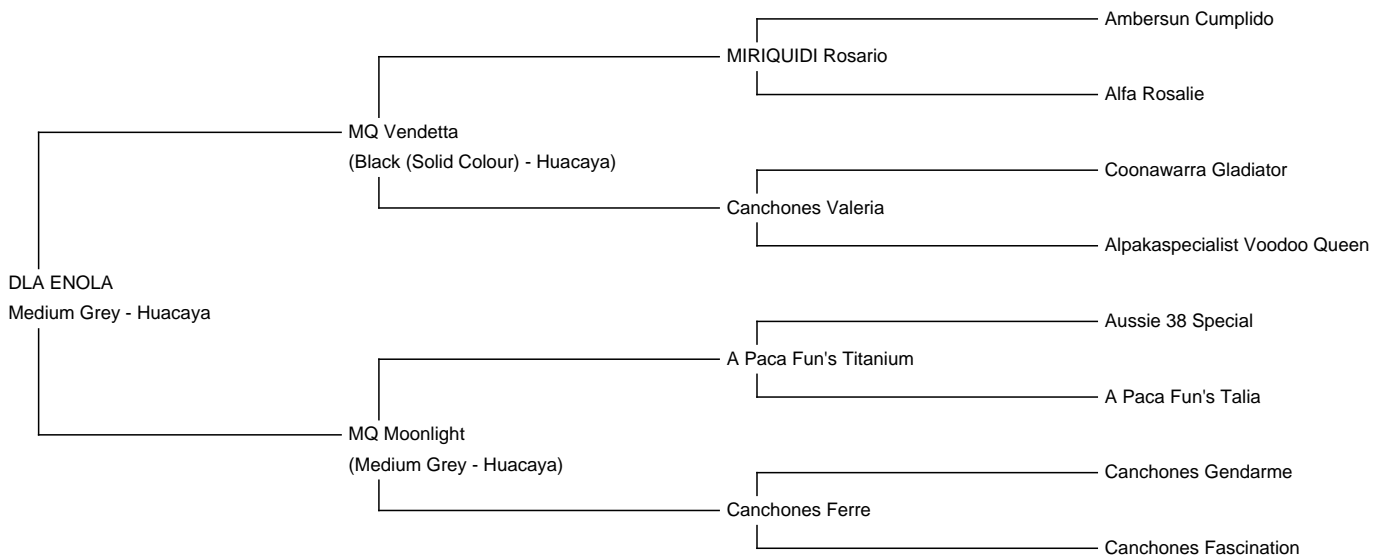 Ambersun Cumplido
MIRIQUIDI Rosario
Alfa Rosalie
MQ Vendetta
(Black (Solid Colour) - Huacaya)
Coonawarra Gladiator
Canchones Valeria
Alpakaspecialist Voodoo Queen
DLA ENOLA
Medium Grey - Huacaya
Aussie 38 Special
A Paca Fun's Titanium
A Paca Fun's Talia
MQ Moonlight
(Medium Grey - Huacaya)
Canchones Gendarme
Canchones Ferre
Canchones Fascination